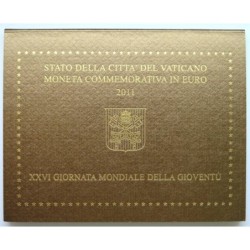 STATO DELLA CITTA' DEL VATICANO
MONETA COMMEMORATIVA IN EURO
2011
XXVI GIORNATA MONDIALE DELLA GIOVENTÙ